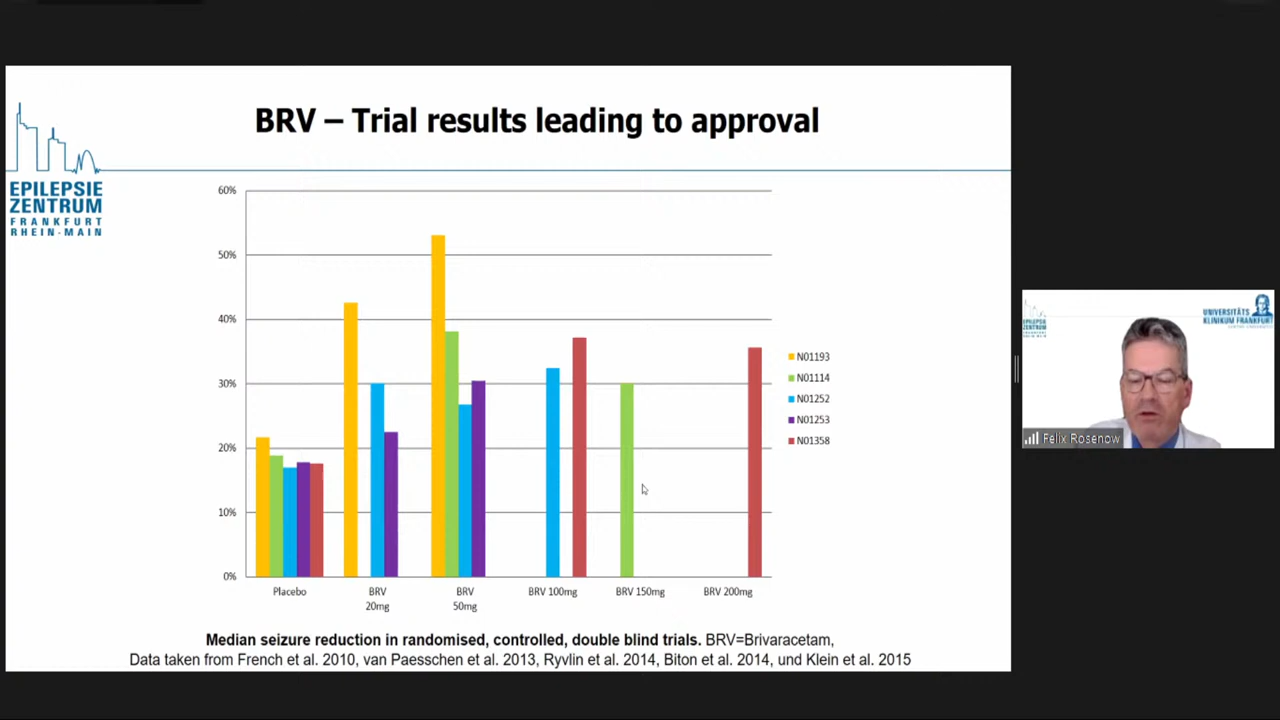 BRV – Trial results leading to approval
EPILEPSIE
ZENTRUM
FRANKFURT
RHEIN-MAIN
60%
50%
40%
30%
20%
10%
0%
Placebo
BRV
20mg
BRV
50mg
BRV 100mg
BRV 150mg
BRV 200mg
N01193
N01114
N01252
N01253
N01358
Median seizure reduction in randomised, controlled, double blind trials. BRV=Brivaracetam,
Data taken from French et al. 2010, van Paesschen et al. 2013, Ryvlin et al. 2014, Biton et al. 2014, und Klein et al. 2015
EPILEPSIE
ZENTRUM
UNIVERSITÄTS
KLINIKUM FRANKFURT
Felix Rosenow